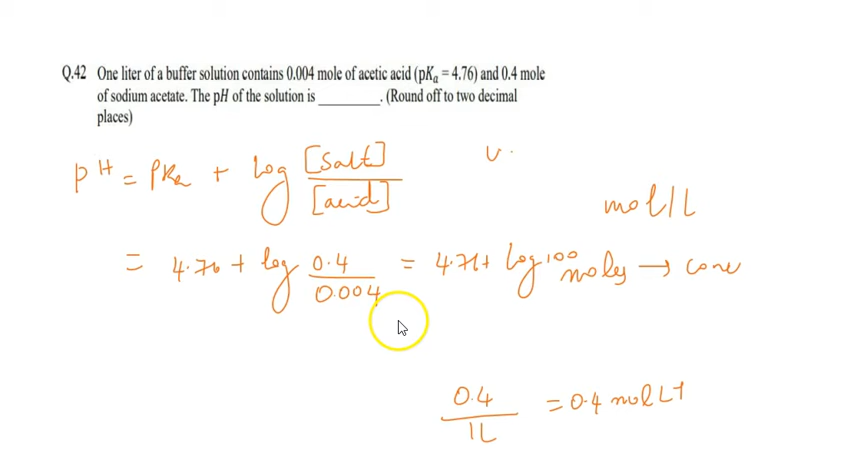 Q.42 One liter of a buffer solution contains 0.004 mole of acetic acid (pKa = 4.76) and 0.4 mole
of sodium acetate. The pH of the solution is ________. (Round off to two decimal
places)
pH = pKa + log [salt]/[acid]
mol/L
= 4.76 + log 0.4/0.004 = 4.76 + log 100
moles → conc
0.4/1L = 0.4 mol L-1